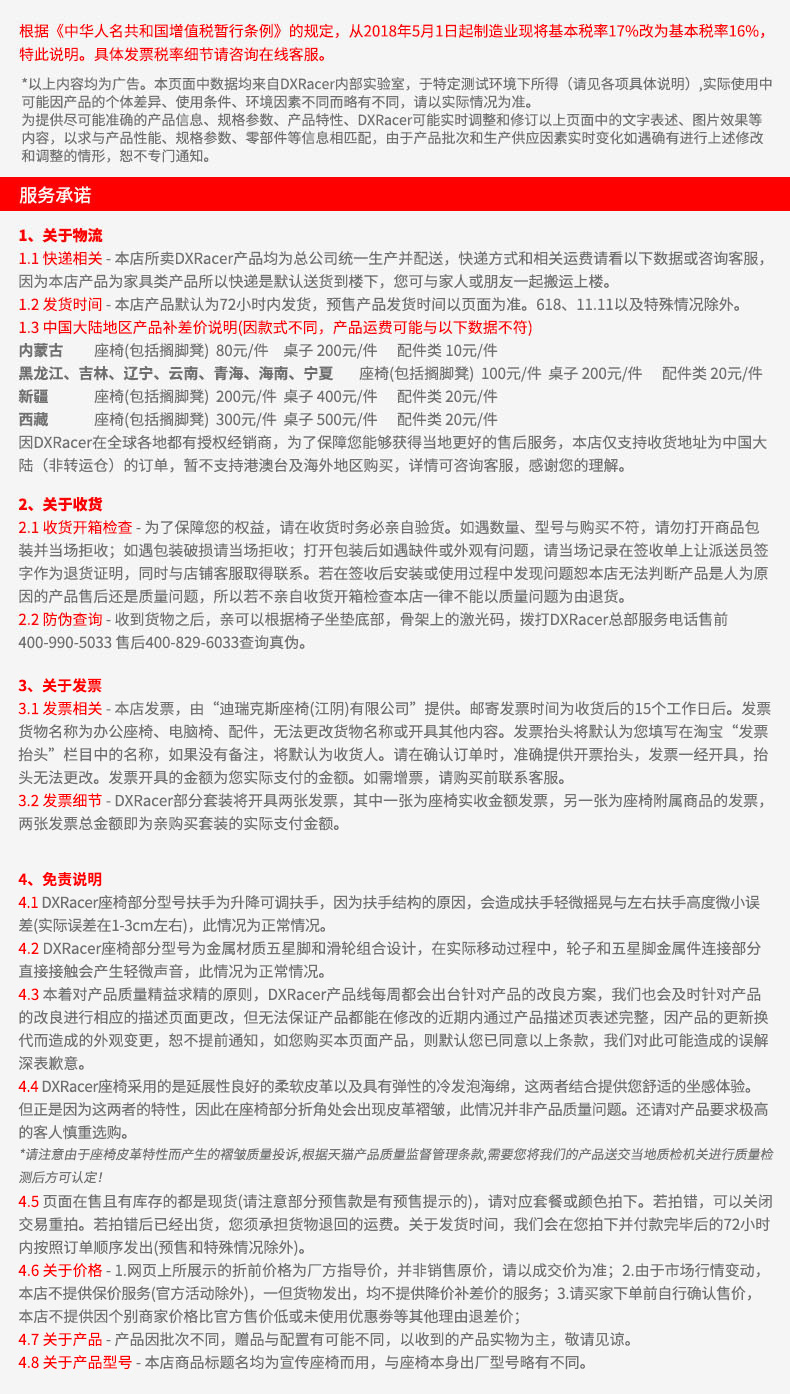 根据《中华人名共和国增值税暂行条例》的规定，从2018年5月1日起制造业现将基本税率17%改为基本税率16%，
特此说明。具体发票税率细节请咨询在线客服。
*以上内容均为广告。本页面中数据均来自DXRacer内部实验室，于特定测试环境下所得（请见各项具体说明）,实际使用中
可能因产品的个体差异、使用条件、环境因素不同而略有不同，请以实际情况为准。
为提供尽可能准确的产品信息、规格参数、产品特性、DXRacer可能实时调整和修订以上页面中的文字表述、图片效果等
内容，以求与产品性能、规格参数、零部件等信息相匹配，由于产品批次和生产供应因素实时变化如遇确有进行上述修改
和调整的情形，恕不专门通知。
服务承诺
1、关于物流
1.1 快递相关 - 本店所卖DXRacer产品均为总公司统一生产并配送，快递方式和相关运费请看以下数据或咨询客服，
因为本店产品为家具类产品所以快递是默认送货到楼下，您可与家人或朋友一起搬运上楼。
1.2 发货时间 - 本店产品默认为72小时内发货，预售产品发货时间以页面为准。618、11.11以及特殊情况除外。
1.3 中国大陆地区产品补差价说明(因款式不同，产品运费可能与以下数据不符)
内蒙古 座椅(包括搁脚凳) 80元/件 桌子 200元/件 配件类 10元/件
黑龙江、吉林、辽宁、云南、青海、海南、宁夏 座椅(包括搁脚凳) 100元/件 桌子 200元/件 配件类 20元/件
新疆 座椅(包括搁脚凳) 200元/件 桌子 400元/件 配件类 20元/件
西藏 座椅(包括搁脚凳) 300元/件 桌子 500元/件 配件类 20元/件
因DXRacer在全球各地都有授权经销商，为了保障您能够获得当地更好的售后服务，本店仅支持收货地址为中国大
陆（非转运仓）的订单，暂不支持港澳台及海外地区购买，详情可咨询客服，感谢您的理解。
2、关于收货
2.1 收货开箱检查 - 为了保障您的权益，请在收货时务必亲自验货。如遇数量、型号与购买不符，请勿打开商品包
装并当场拒收；如遇包装破损请当场拒收；打开包装后如遇缺件或外观有问题，请当场记录在签收单上让派送员签
字作为退货证明，同时与店铺客服取得联系。若在签收后安装或使用过程中发现问题恕本店无法判断产品是人为原
因的产品售后还是质量问题，所以若不亲自收货开箱检查本店一律不能以质量问题为由退货。
2.2 防伪查询 - 收到货物之后，亲可以根据椅子坐垫底部，骨架上的激光码，拨打DXRacer总部服务电话售前
400-990-5033 售后400-829-6033查询真伪。
3、关于发票
3.1 发票相关 - 本店发票，由“迪瑞克斯座椅(江阴)有限公司”提供。邮寄发票时间为收货后的15个工作日后。发票
货物名称为办公座椅、电脑椅、配件，无法更改货物名称或开具其他内容。发票抬头将默认为您填写在淘宝“发票
抬头”栏目中的名称，如果没有备注，将默认为收货人。请在确认订单时，准确提供开票抬头，发票一经开具，抬
头无法更改。发票开具的金额为您实际支付的金额。如需增票，请购买前联系客服。
3.2 发票细节 - DXRacer部分套装将开具两张发票，其中一张为座椅实收金额发票，另一张为座椅附属商品的发票，
两张发票总金额即为亲购买套装的实际支付金额。
4、免责说明
4.1 DXRacer座椅部分型号扶手为升降可调扶手，因为扶手结构的原因，会造成扶手轻微摇晃与左右扶手高度微小误
差(实际误差在1-3cm左右)，此情况为正常情况。
4.2 DXRacer座椅部分型号为金属材质五星脚和滑轮组合设计，在实际移动过程中，轮子和五星脚金属件连接部分
直接接触会产生轻微声音，此情况为正常情况。
4.3 本着对产品质量精益求精的原则，DXRacer产品线每周都会出台针对产品的改良方案，我们也会及时针对产品
的改良进行相应的描述页面更改，但无法保证产品都能在修改的近期内通过产品描述页表述完整，因产品的更新换
代而造成的外观变更，恕不提前通知，如您购买本页面产品，则默认您已同意以上条款，我们对此可能造成的误解
深表歉意。
4.4 DXRacer座椅采用的是延展性良好的柔软皮革以及具有弹性的冷发泡海绵，这两者结合提供您舒适的坐感体验。
但正是因为这两者的特性，因此在座椅部分折角处会出现皮革褶皱，此情况并非产品质量问题。还请对产品要求极高
的客人慎重选购。
*请注意由于座椅皮革特性而产生的褶皱质量投诉,根据天猫产品质量监督管理条款,需要您将我们的产品送交当地质检机关进行质量检
测后方可认定！
4.5 页面在售且有库存的都是现货(请注意部分预售款是有预售提示的)，请对应套餐或颜色拍下。若拍错，可以关闭
交易重拍。若拍错后已经出货，您须承担货物退回的运费。关于发货时间，我们会在您拍下并付款完毕后的72小时
内按照订单顺序发出(预售和特殊情况除外)。
4.6 关于价格 - 1.网页上所展示的折前价格为厂方指导价，并非销售原价，请以成交价为准；2.由于市场行情变动，
本店不提供保价服务(官方活动除外)，一但货物发出，均不提供降价补差价的服务；3.请买家下单前自行确认售价，
本店不提供因个别商家价格比官方售价低或未使用优惠劵等其他理由退差价；
4.7 关于产品 - 产品因批次不同，赠品与配置有可能不同，以收到的产品实物为主，敬请见谅。
4.8 关于产品型号 - 本店商品标题名均为宣传座椅而用，与座椅本身出厂型号略有不同。